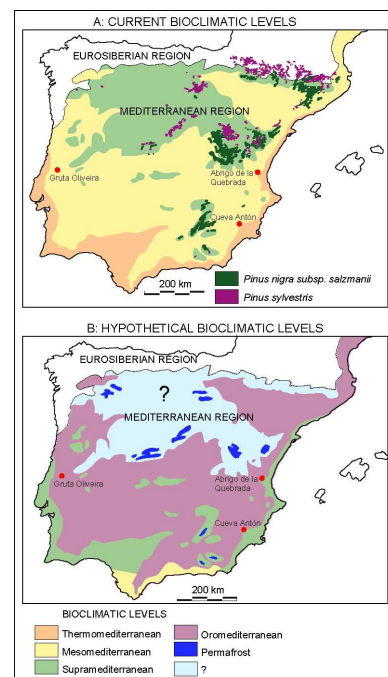 A: CURRENT BIOCLIMATIC LEVELS
EUROSIBERIAN REGION
MEDITERRANEAN REGION
Gruta Oliveira
Abrigo de la
Quebrada
Cueva Antón
Pinus nigra subsp. salzmanii
Pinus sylvestris
200 km
B: HYPOTHETICAL BIOCLIMATIC LEVELS
EUROSIBERIAN REGION
?
MEDITERRANEAN REGION
Gruta Oliveira
Abrigo de la
Quebrada
Cueva Antón
200 km
BIOCLIMATIC LEVELS
Thermomediterranean
Mesomediterranean
Supramediterranean
Oromediterranean
Permafrost
?